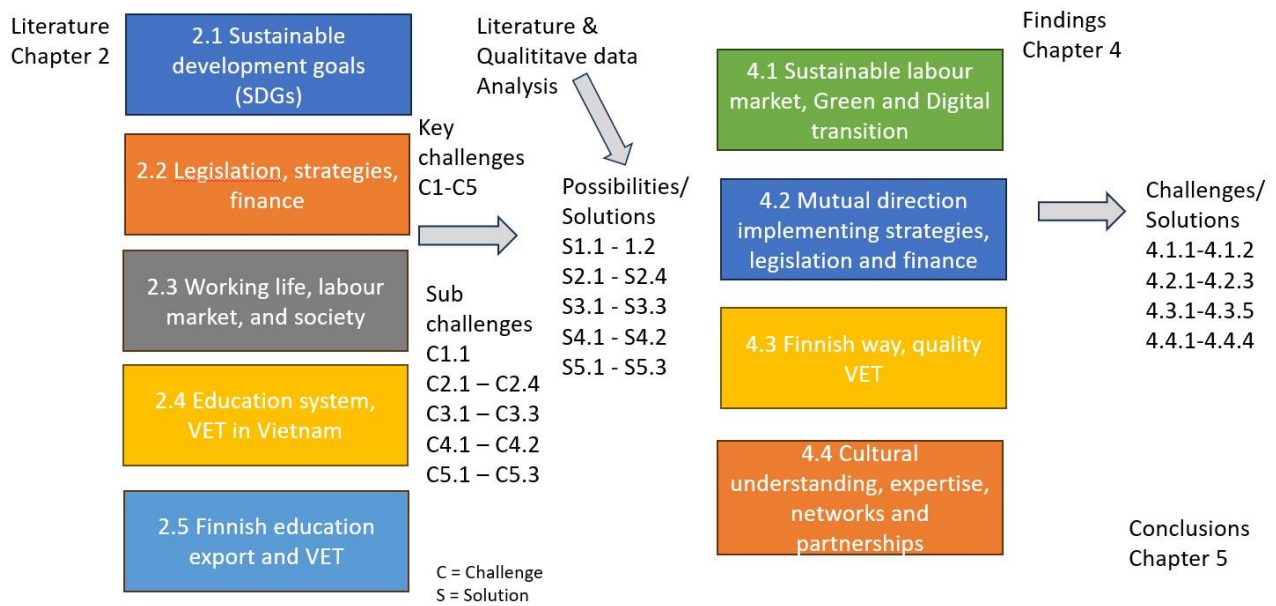 Literature
Chapter 2
2.1 Sustainable
development goals
(SDGs)
2.2 Legislation, strategies,
finance
2.3 Working life, labour
market, and society
2.4 Education system,
VET in Vietnam
2.5 Finnish education
export and VET
Key
challenges
C1-C5
Sub
challenges
C1.1
C2.1 – C2.4
C3.1 – C3.3
C4.1 – C4.2
C5.1 – C5.3
C = Challenge
S = Solution
Literature &
Qualititave data
Analysis
Possibilities/
Solutions
S1.1 - 1.2
S2.1 - S2.4
S3.1 - S3.3
S4.1 - S4.2
S5.1 - S5.3
Findings
Chapter 4
4.1 Sustainable labour
market, Green and Digital
transition
4.2 Mutual direction
implementing strategies,
legislation and finance
4.3 Finnish way, quality
VET
4.4 Cultural
understanding, expertise,
networks and
partnerships
Challenges/
Solutions
4.1.1-4.1.2
4.2.1-4.2.3
4.3.1-4.3.5
4.4.1-4.4.4
Conclusions
Chapter 5